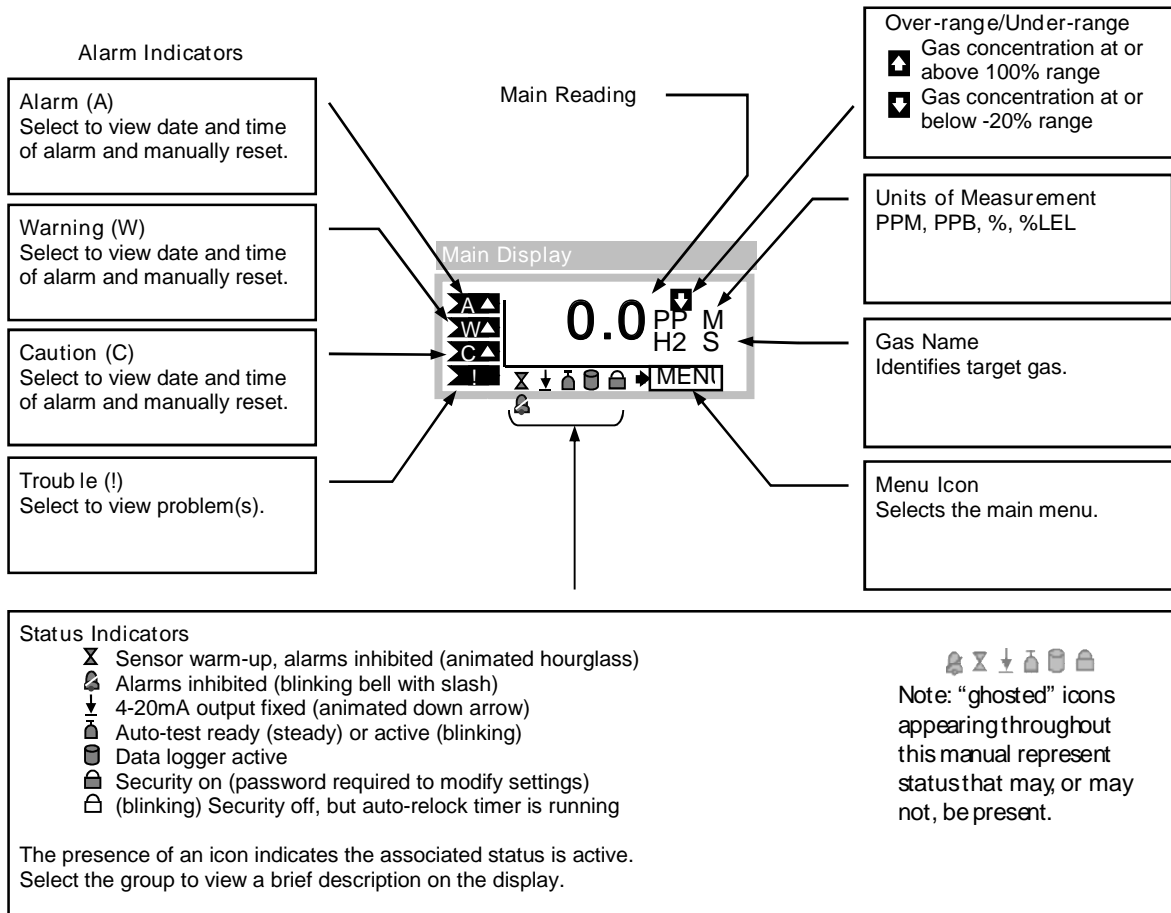 Alarm Indicators
Alarm (A)
Select to view date and time
of alarm and manually reset.
Warning (W)
Select to view date and time
of alarm and manually reset.
Caution (C)
Select to view date and time
of alarm and manually reset.
Trouble (!)
Select to view problem(s).
Main Reading
Main Display
A
W
C
!
0.0
PP M
H2 S
MENU
Over-range/Under-range
Gas concentration at or
above 100% range
Gas concentration at or
below -20% range
Units of Measurement
PPM, PPB, %, %LEL
Gas Name
Identifies target gas.
Menu Icon
Selects the main menu.
Status Indicators
Sensor warm-up, alarms inhibited (animated hourglass)
Alarms inhibited (blinking bell with slash)
4-20mA output fixed (animated down arrow)
Auto-test ready (steady) or active (blinking)
Data logger active
Security on (password required to modify settings)
(blinking) Security off, but auto-relock timer is running
The presence of an icon indicates the associated status is active.
Select the group to view a brief description on the display.
Note: “ghosted” icons
appearing throughout
this manual represent
status that may, or may
not, be present.